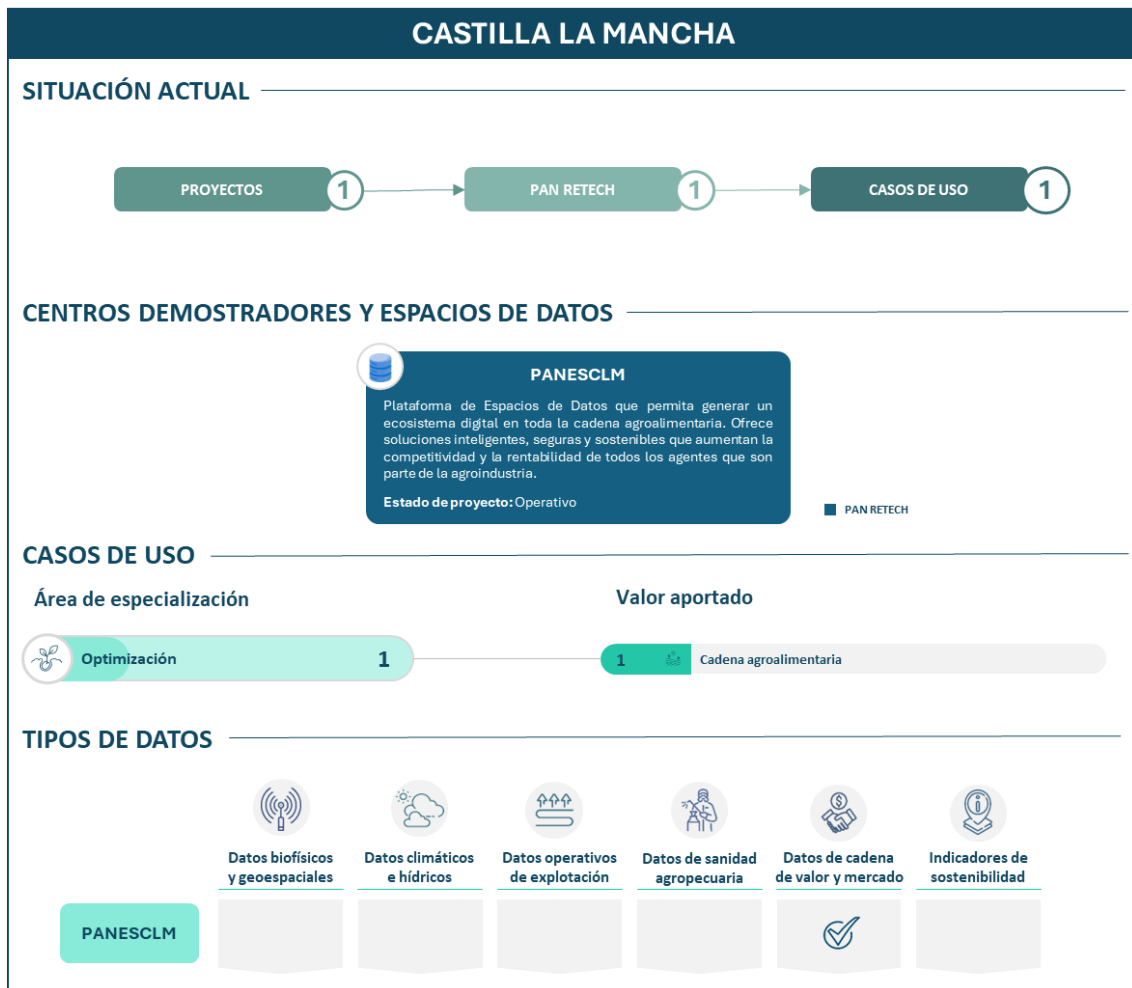 CASTILLA LA MANCHA
SITUACIÓN ACTUAL
PROYECTOS 1 PAN RETECH 1 CASOS DE USO 1
CENTROS DEMOSTRADORES Y ESPACIOS DE DATOS
PANESCLM
Plataforma de Espacios de Datos que permita generar un
ecosistema digital en toda la cadena agroalimentaria. Ofrece
soluciones inteligentes, seguras y sostenibles que aumentan la
competitividad y la rentabilidad de todos los agentes que son
parte de la agroindustria.
Estado de proyecto: Operativo
PAN RETECH
CASOS DE USO
Área de especialización
Valor aportado
Optimización 1
1 Cadena agroalimentaria
TIPOS DE DATOS
Datos biofísicos
y geoespaciales
Datos climáticos
e hídricos
Datos operativos
de explotación
Datos de sanidad
agropecuaria
Datos de cadena
de valor y mercado
Indicadores de
sostenibilidad
PANESCLM